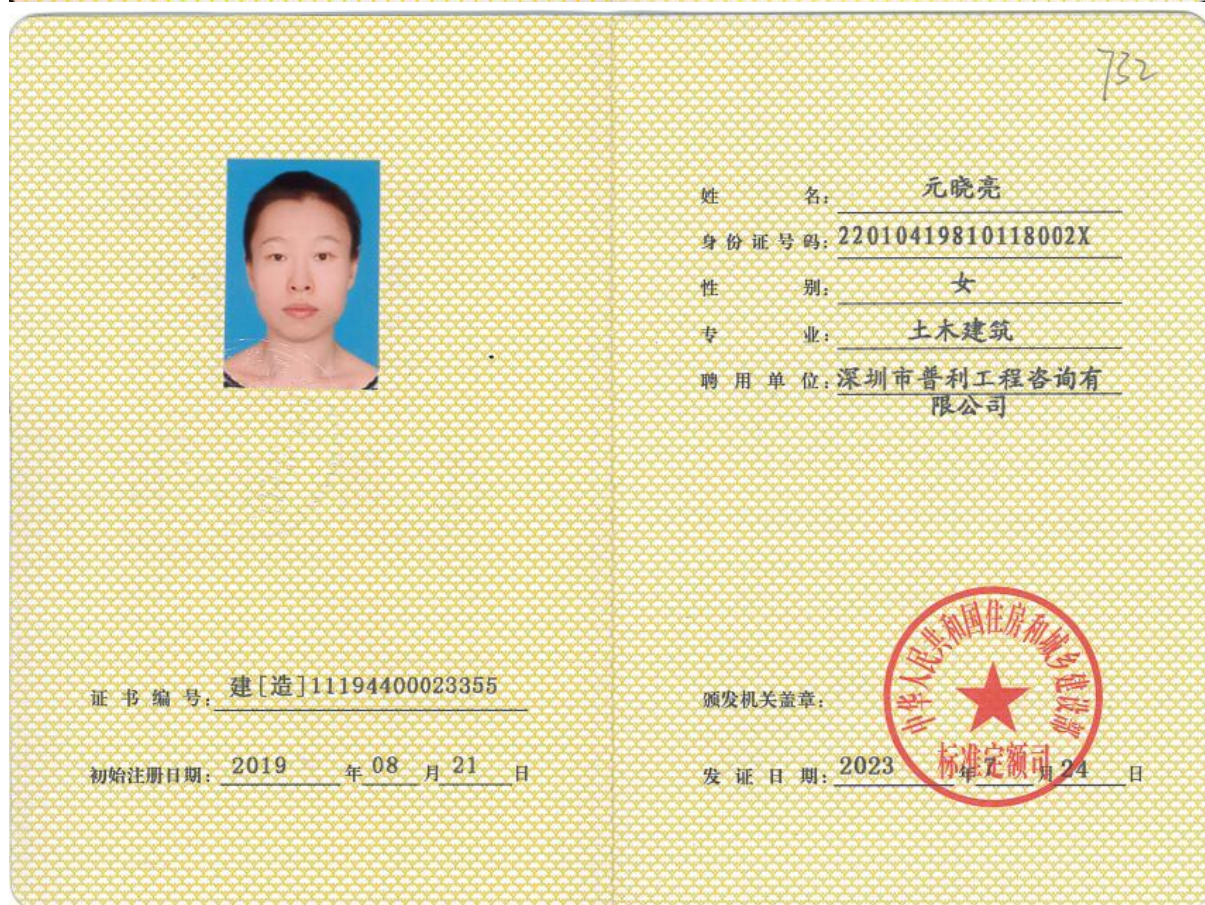 732
姓 名: 元晓亮
身份证号码: 22010419810118002X
性 别: 女
专 业: 土木建筑
聘用单位: 深圳市普利工程咨询有
限公司
证书编号: 建[造]11194400023355
初始注册日期: 2019 年 08 月 21 日
颁发机关盖章:
中华人民共和国住房和城乡建设部
标准定额司
发证日期: 2023 年 7 月 24 日